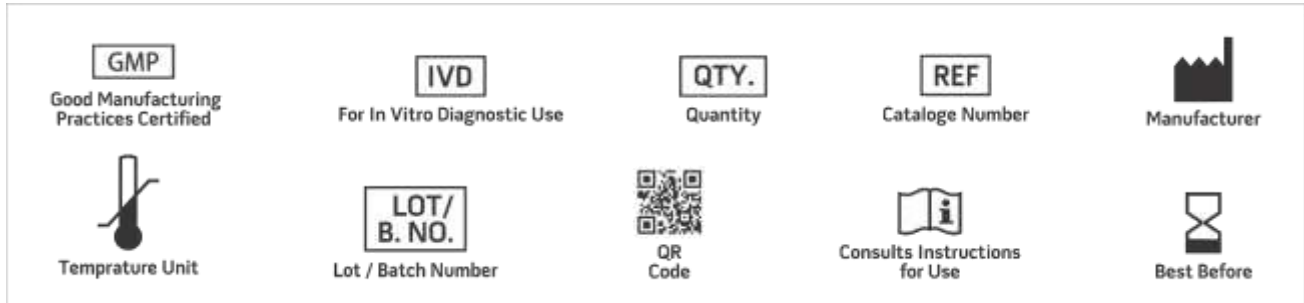 GMP
Good Manufacturing
Practices Certified
IVD
For In Vitro Diagnostic Use
QTY.
Quantity
REF
Cataloge Number
Manufacturer
Temprature Unit
LOT/
B. NO.
Lot / Batch Number
QR
Code
i
Consults Instructions
for Use
Best Before